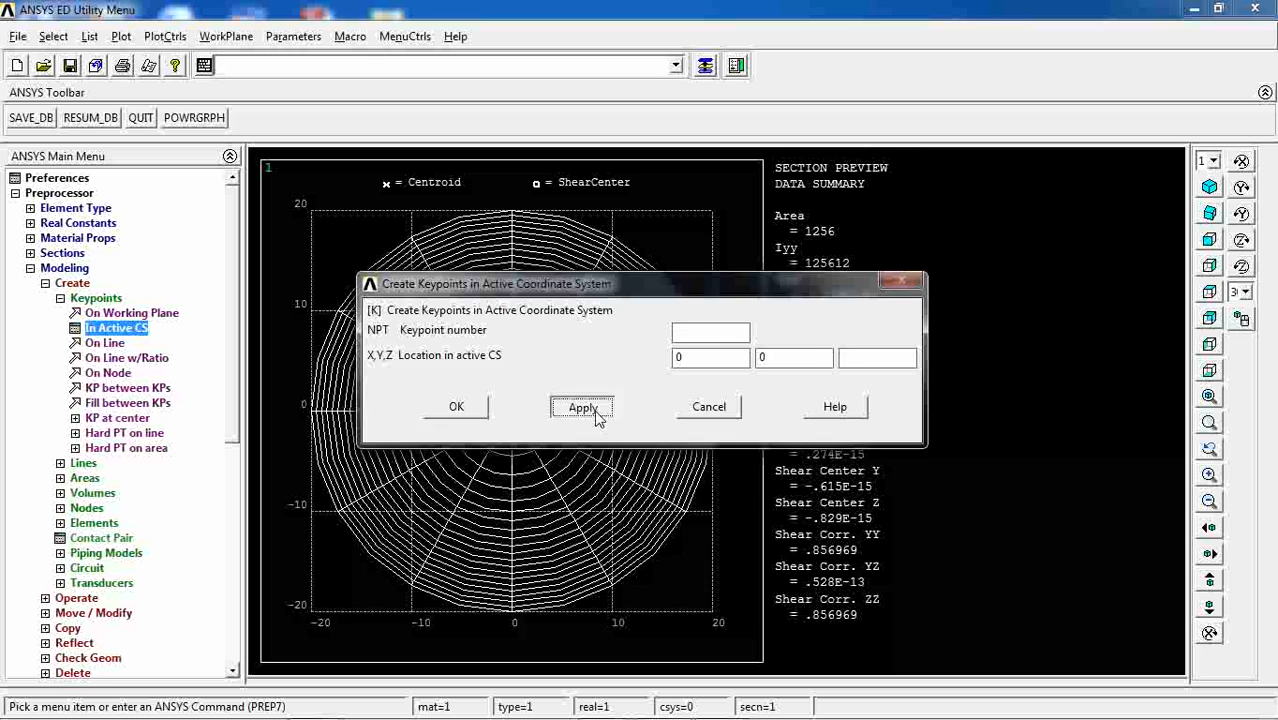 ANSYS ED Utility Menu
File Select List Plot PlotCtrls WorkPlane Parameters Macro MenuCtrls Help
ANSYS Toolbar
SAVE_DB RESUM_DB QUIT POWRGRPH
ANSYS Main Menu
Preferences
Preprocessor
Element Type
Real Constants
Material Props
Sections
Modeling
Create
Keypoints
On Working Plane
In Active CS
On Line
On Line w/Ratio
On Node
KP between KPs
Fill between KPs
KP at center
Hard PT on line
Hard PT on area
Lines
Areas
Volumes
Nodes
Elements
Contact Pair
Piping Models
Circuit
Transducers
Operate
Move / Modify
Copy
Reflect
Check Geom
Delete
1
x = Centroid o = ShearCenter
20
10
0
-10
-20
-20 -10 0 10 20
SECTION PREVIEW
DATA SUMMARY
Area
= 1256
Iyy
= 125612
Create Keypoints in Active Coordinate System
[K] Create Keypoints in Active Coordinate System
NPT Keypoint number
X,Y,Z Location in active CS 0 0
OK Apply Cancel Help
= .274E-15
Shear Center Y
= -.615E-15
Shear Center Z
= -.829E-15
Shear Corr. YY
= .856969
Shear Corr. YZ
= .528E-13
Shear Corr. ZZ
= .856969
1
3
Pick a menu item or enter an ANSYS Command (PREP7) mat=1 type=1 real=1 csys=0 secn=1